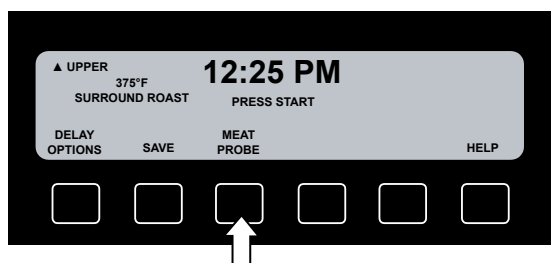 ▲ UPPER
12:25 PM
375°F
SURROUND ROAST
PRESS START
DELAY
OPTIONS
SAVE
MEAT
PROBE
HELP